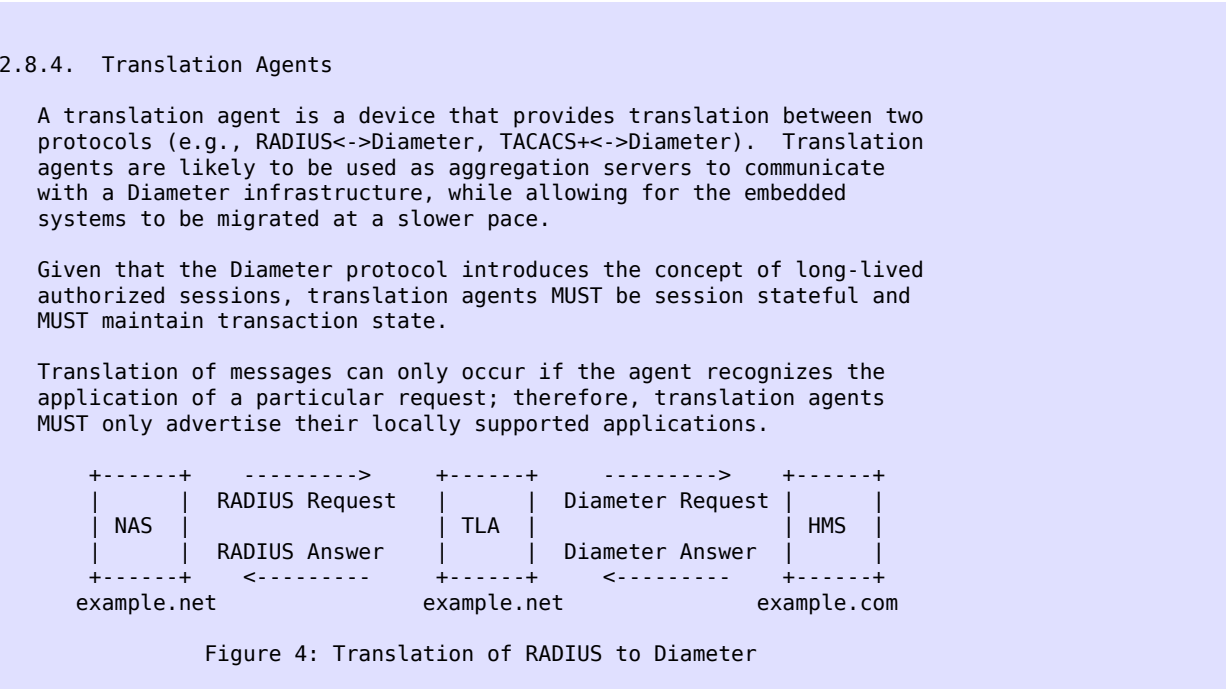 2.8.4.  Translation Agents

   A translation agent is a device that provides translation between two
   protocols (e.g., RADIUS<->Diameter, TACACS+<->Diameter).  Translation
   agents are likely to be used as aggregation servers to communicate
   with a Diameter infrastructure, while allowing for the embedded
   systems to be migrated at a slower pace.

   Given that the Diameter protocol introduces the concept of long-lived
   authorized sessions, translation agents MUST be session stateful and
   MUST maintain transaction state.

   Translation of messages can only occur if the agent recognizes the
   application of a particular request; therefore, translation agents
   MUST only advertise their locally supported applications.

       +------+    --------->     +------+     --------->    +------+
       |      |  RADIUS Request   |      |  Diameter Request |      |
       | NAS  |                   | TLA  |                   | HMS  |
       |      |  RADIUS Answer    |      |  Diameter Answer  |      |
       +------+    <---------     +------+     <---------    +------+
      example.net                example.net               example.com

                Figure 4: Translation of RADIUS to Diameter